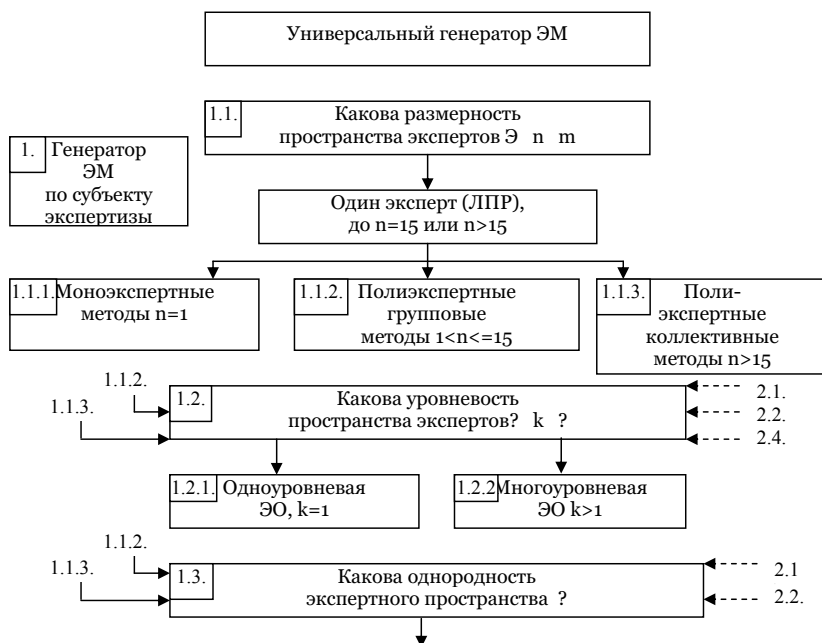 Универсальный генератор ЭМ
1.1. Какова размерность
пространства экспертов Э n m
1. Генератор
ЭМ
по субъекту
экспертизы
Один эксперт (ЛПР),
до n=15 или n>15
1.1.1. Моноэкспертные
методы n=1
1.1.2. Полиэкспертные
групповые
методы 1<n<=15
1.1.3. Поли-
экспертные
коллективные
методы n>15
1.1.2.
1.1.3.
1.2. Какова уровневость
пространства экспертов? k ?
2.1.
2.2.
2.4.
1.2.1. Одноуровневая
ЭО, k=1
1.2.2 Многоуровневая
ЭО k>1
1.1.2.
1.1.3.
1.3. Какова однородность
экспертного пространства ?
2.1
2.2.